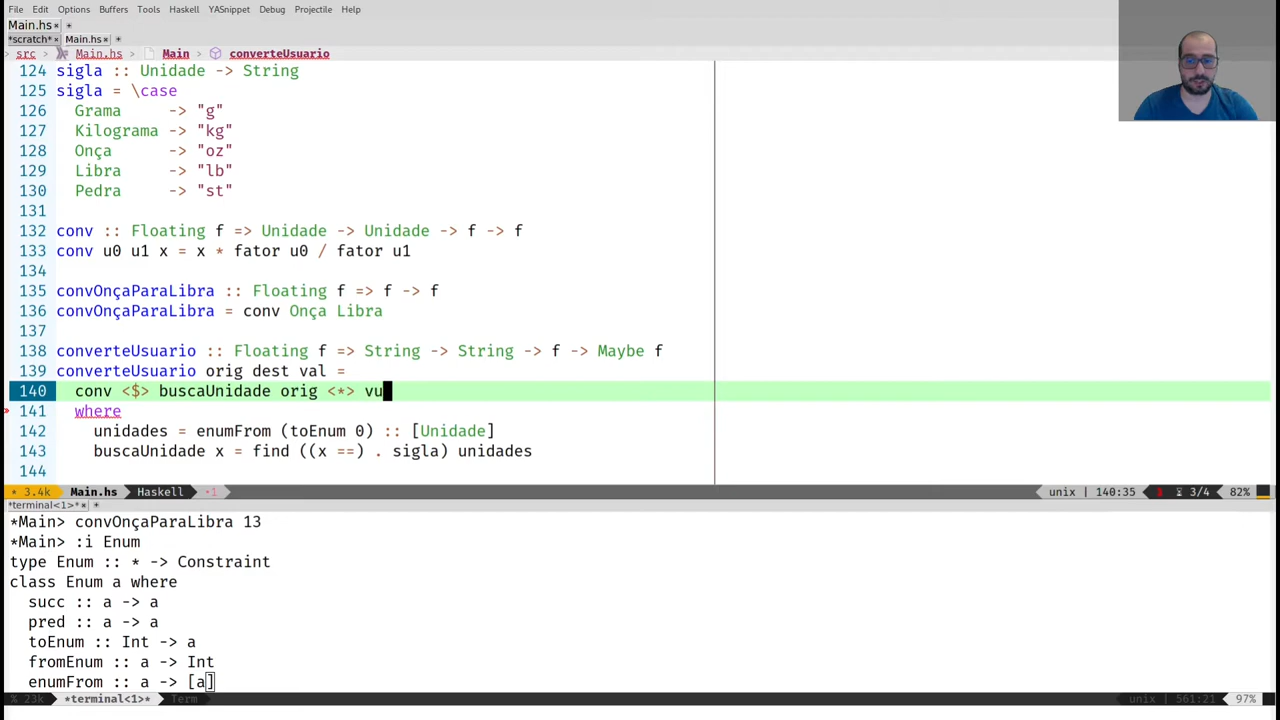 File Edit Options Buffers Tools Haskell YASnippet Debug Projectile Help
Main.hs
*scratch* Main.hs
src > Main.hs > Main > converteUsuario
124 sigla :: Unidade -> String
125 sigla = \case
126 Grama -> "g"
127 Kilograma -> "kg"
128 Onça -> "oz"
129 Libra -> "lb"
130 Pedra -> "st"
131
132 conv :: Floating f => Unidade -> Unidade -> f -> f
133 conv u0 u1 x = x * fator u0 / fator u1
134
135 convOnçaParaLibra :: Floating f => f -> f
136 convOnçaParaLibra = conv Onça Libra
137
138 converteUsuario :: Floating f => String -> String -> f -> Maybe f
139 converteUsuario orig dest val =
140 conv <$> buscaUnidade orig <*> vu
141 where
142 unidades = enumFrom (toEnum 0) :: [Unidade]
143 buscaUnidade x = find ((x ==) . sigla) unidades
144
* 3.4k Main.hs Haskell •1 unix | 140:35 3/4 82%
*terminal<1>*
*Main> convOnçaParaLibra 13
*Main> :i Enum
type Enum :: * -> Constraint
class Enum a where
succ :: a -> a
pred :: a -> a
toEnum :: Int -> a
fromEnum :: a -> Int
enumFrom :: a -> [a]
% 23k *terminal<1>* Term unix | 561:21 97%